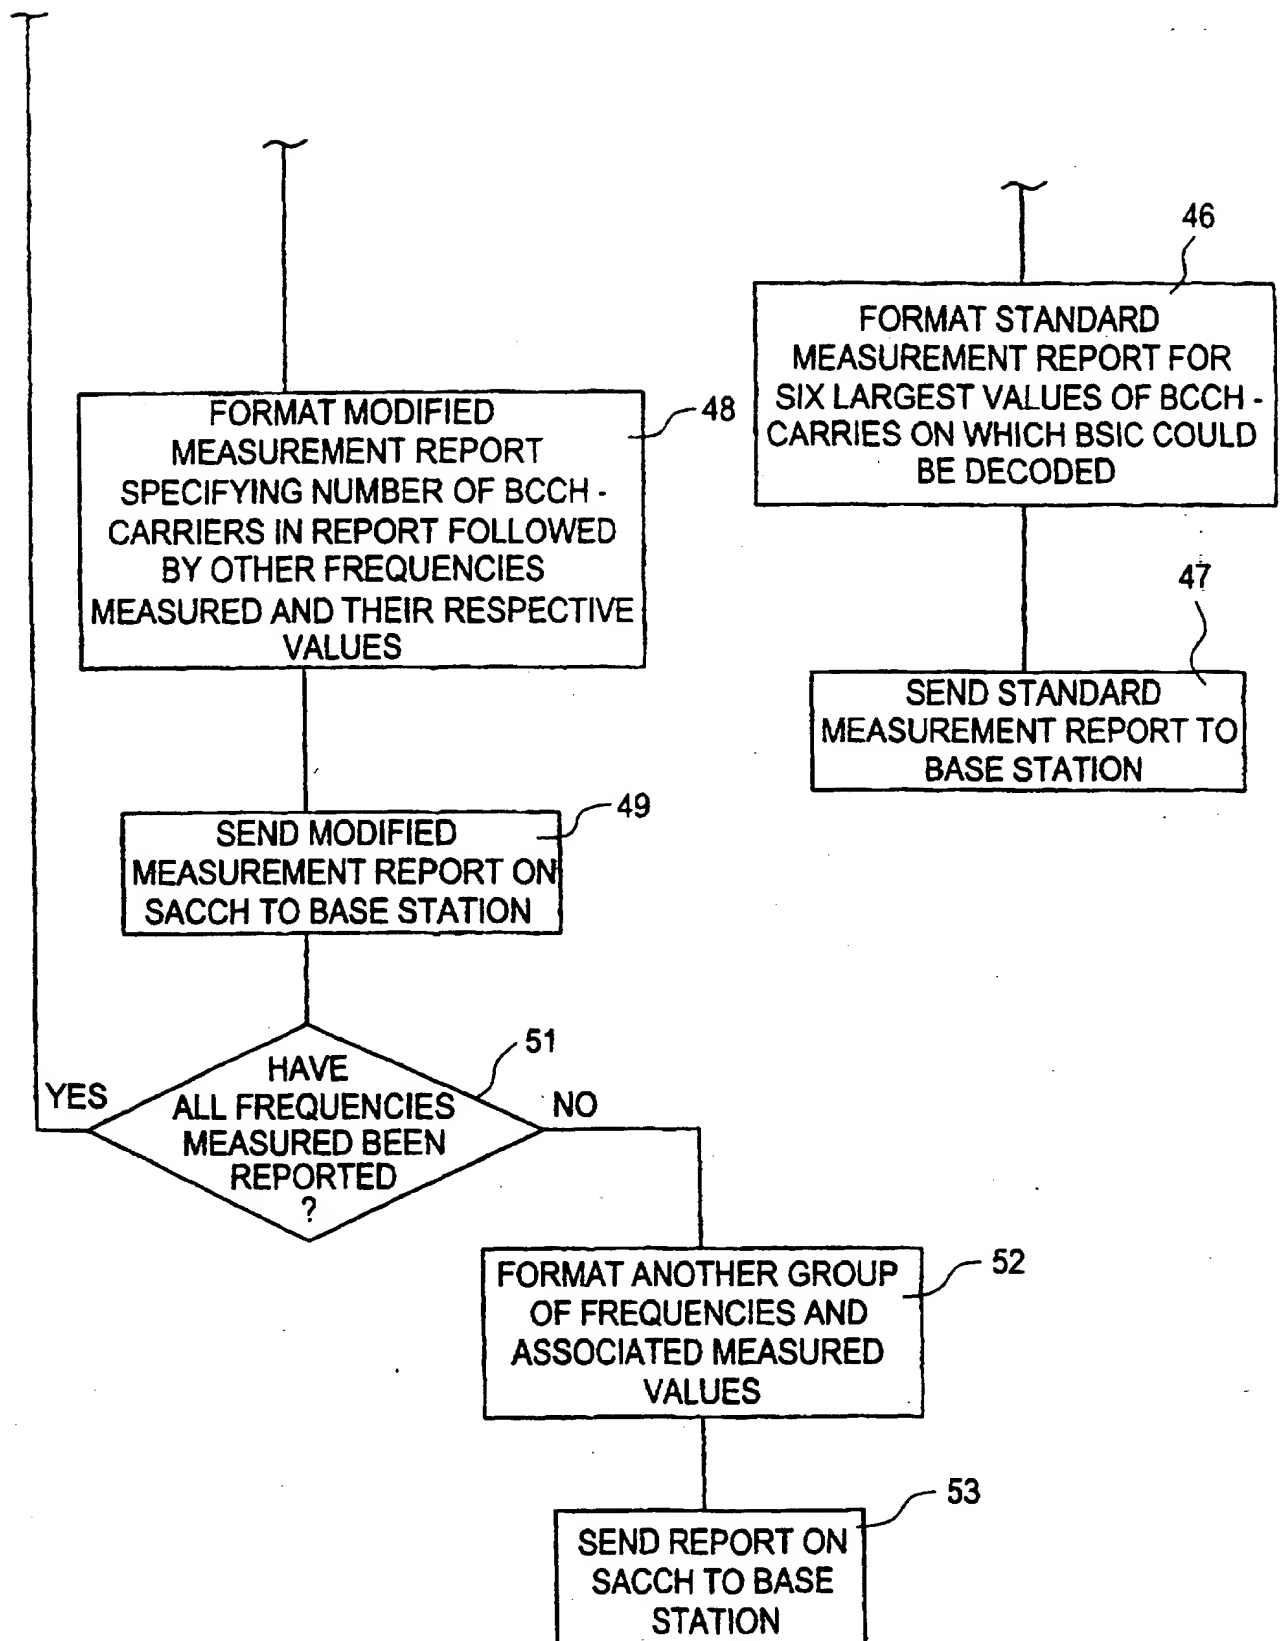 46
FORMAT STANDARD
MEASUREMENT REPORT FOR
SIX LARGEST VALUES OF BCCH -
CARRIES ON WHICH BSIC COULD
BE DECODED
47
SEND STANDARD
MEASUREMENT REPORT TO
BASE STATION
48
FORMAT MODIFIED
MEASUREMENT REPORT
SPECIFYING NUMBER OF BCCH -
CARRIERS IN REPORT FOLLOWED
BY OTHER FREQUENCIES
MEASURED AND THEIR RESPECTIVE
VALUES
49
SEND MODIFIED
MEASUREMENT REPORT ON
SACCH TO BASE STATION
51
HAVE
ALL FREQUENCIES
MEASURED BEEN
REPORTED
?
YES
NO
52
FORMAT ANOTHER GROUP
OF FREQUENCIES AND
ASSOCIATED MEASURED
VALUES
53
SEND REPORT ON
SACCH TO BASE
STATION